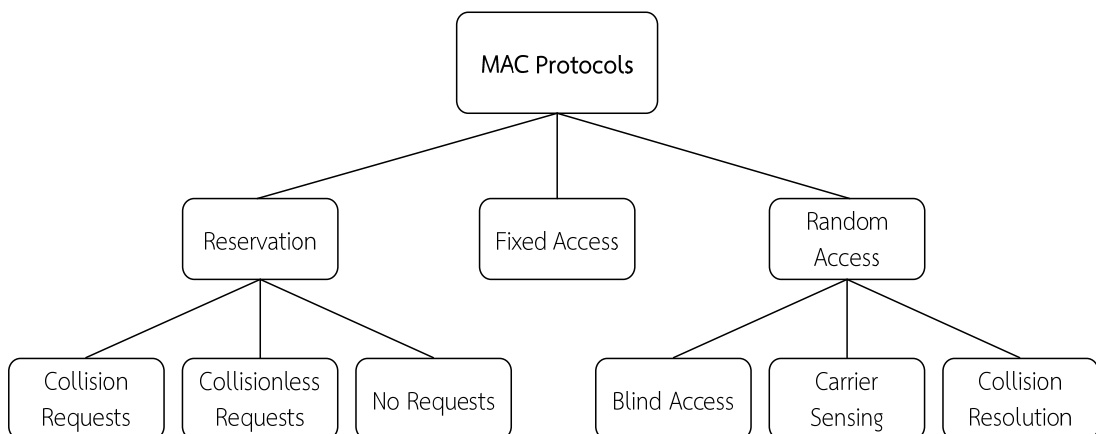 MAC Protocols
Reservation
Fixed Access
Random
Access
Collision
Requests
Collisionless
Requests
No Requests
Blind Access
Carrier
Sensing
Collision
Resolution